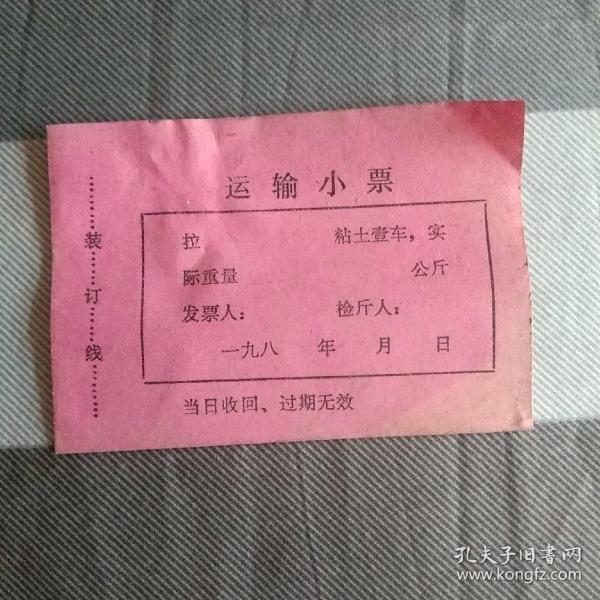 运输小票
装订线
拉 粘土壹车，实
际重量 公斤
发票人： 检斤人：
一九八 年 月 日
当日收回、过期无效
孔夫子旧书网
www.kongfz.com